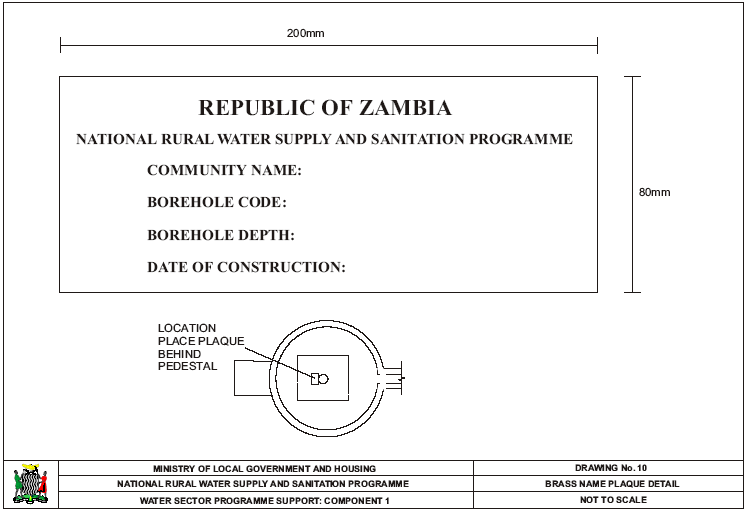 200mm
REPUBLIC OF ZAMBIA
NATIONAL RURAL WATER SUPPLY AND SANITATION PROGRAMME
COMMUNITY NAME:
BOREHOLE CODE:
BOREHOLE DEPTH:
DATE OF CONSTRUCTION:
80mm
LOCATION
PLACE PLAQUE
BEHIND
PEDESTAL
MINISTRY OF LOCAL GOVERNMENT AND HOUSING
NATIONAL RURAL WATER SUPPLY AND SANITATION PROGRAMME
WATER SECTOR PROGRAMME SUPPORT: COMPONENT 1
DRAWING No. 10
BRASS NAME PLAQUE DETAIL
NOT TO SCALE